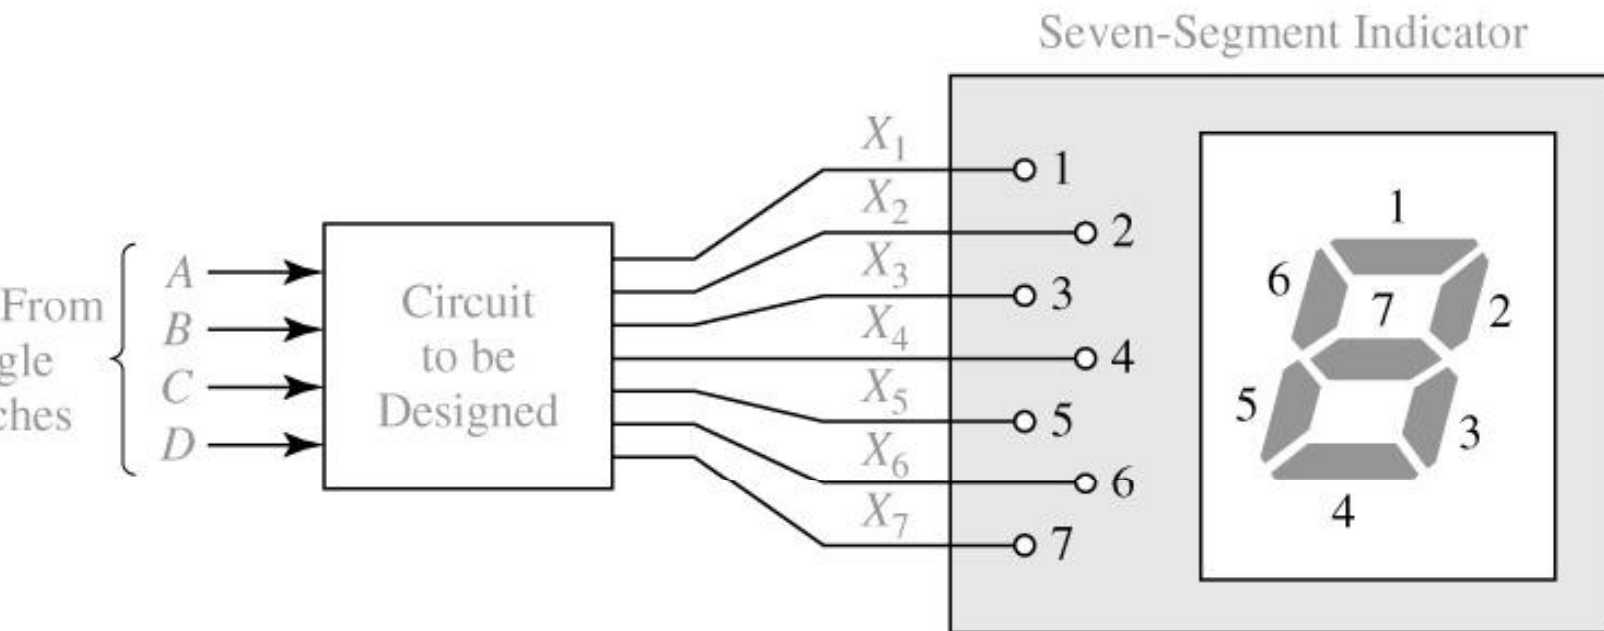 Seven-Segment Indicator
X1
1
X2
2
X3
3
X4
4
X5
5
X6
6
X7
7
From
gle
ches
A
B
C
D
Circuit
to be
Designed
1
6
7
2
5
3
4